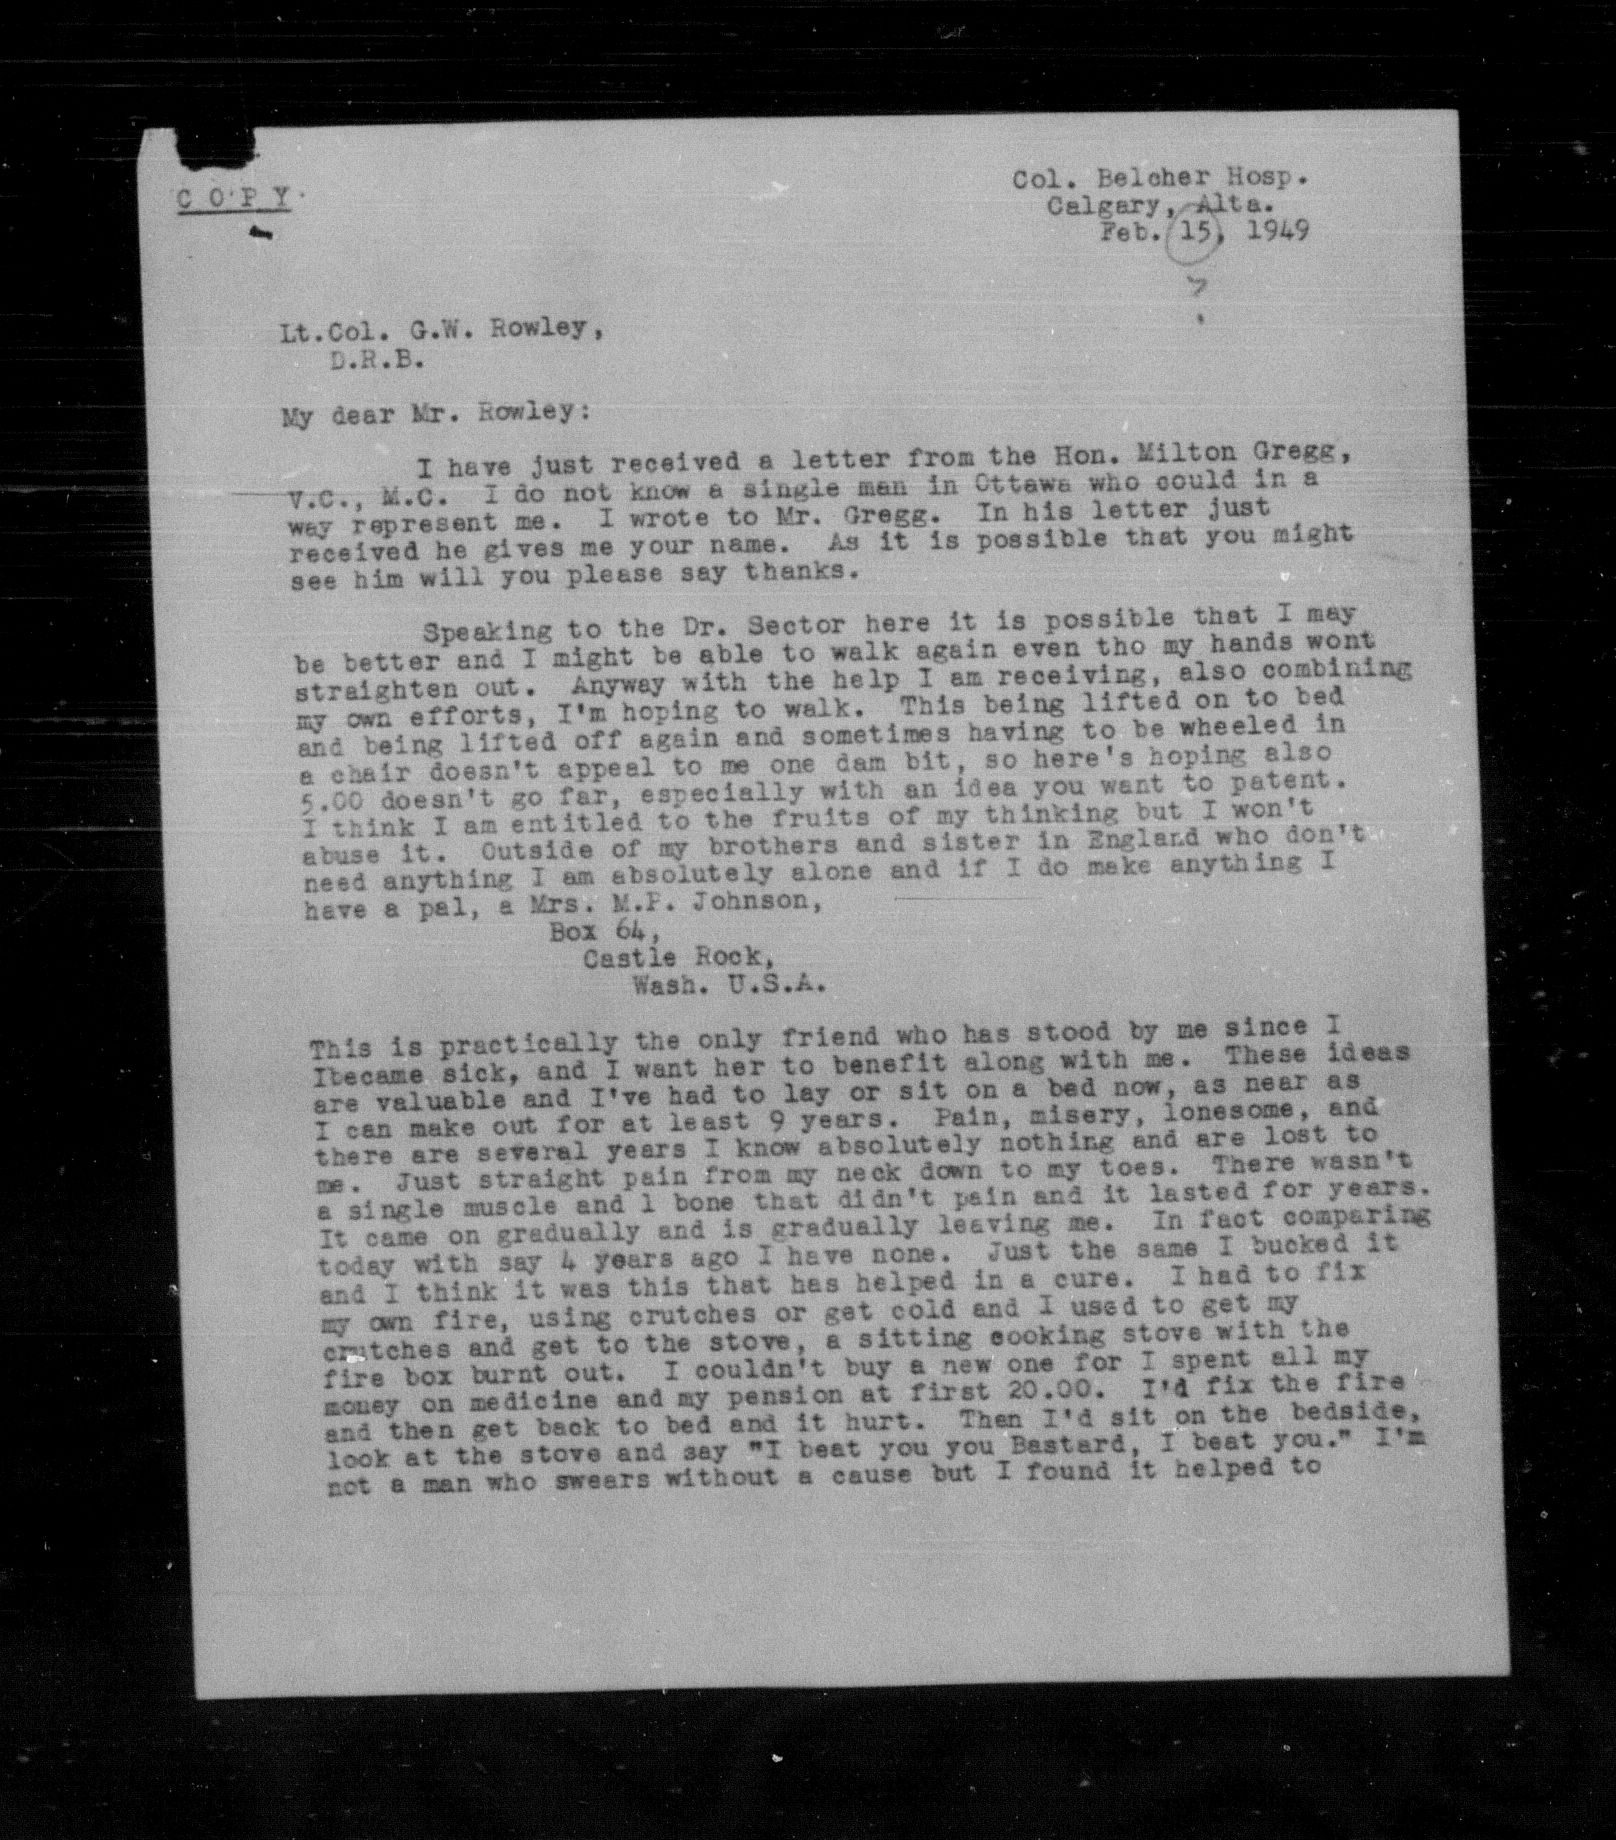 C O P Y
Col. Belcher Hosp.
Calgary, Alta.
Feb. 15, 1949
?
Lt.Col. G.W. Rowley,
D.R.B.
My dear Mr. Rowley:
I have just received a letter from the Hon. Milton Gregg,
V.C., M.C. I do not know a single man in Ottawa who could in a
way represent me. I wrote to Mr. Gregg. In his letter just
received he gives me your name. As it is possible that you might
see him will you please say thanks.
Speaking to the Dr. Sector here it is possible that I may
be better and I might be able to walk again even tho my hands wont
straighten out. Anyway with the help I am receiving, also combining
my own efforts, I'm hoping to walk. This being lifted on to bed
and being lifted off again and sometimes having to be wheeled in
a chair doesn't appeal to me one dam bit, so here's hoping also
5.00 doesn't go far, especially with an idea you want to patent.
I think I am entitled to the fruits of my thinking but I won't
abuse it. Outside of my brothers and sister in England who don't
need anything I am absolutely alone and if I do make anything I
have a pal, a Mrs. M.P. Johnson,
Box 64,
Castle Rock,
Wash. U.S.A.
This is practically the only friend who has stood by me since I
Ibecame sick, and I want her to benefit along with me. These ideas
are valuable and I've had to lay or sit on a bed now, as near as
I can make out for at least 9 years. Pain, misery, lonesome, and
there are several years I know absolutely nothing and are lost to
me. Just straight pain from my neck down to my toes. There wasn't
a single muscle and l bone that didn't pain and it lasted for years.
It came on gradually and is gradually leaving me. In fact comparing
today with say 4 years ago I have none. Just the same I bucked it
and I think it was this that has helped in a cure. I had to fix
my own fire, using crutches or get cold and I used to get my
crutches and get to the stove, a sitting cooking stove with the
fire box burnt out. I couldn't buy a new one for I spent all my
money on medicine and my pension at first 20.00. I'd fix the fire
and then get back to bed and it hurt. Then I'd sit on the bedside,
look at the stove and say "I beat you you Bastard, I beat you." I'm
not a man who swears without a cause but I found it helped to